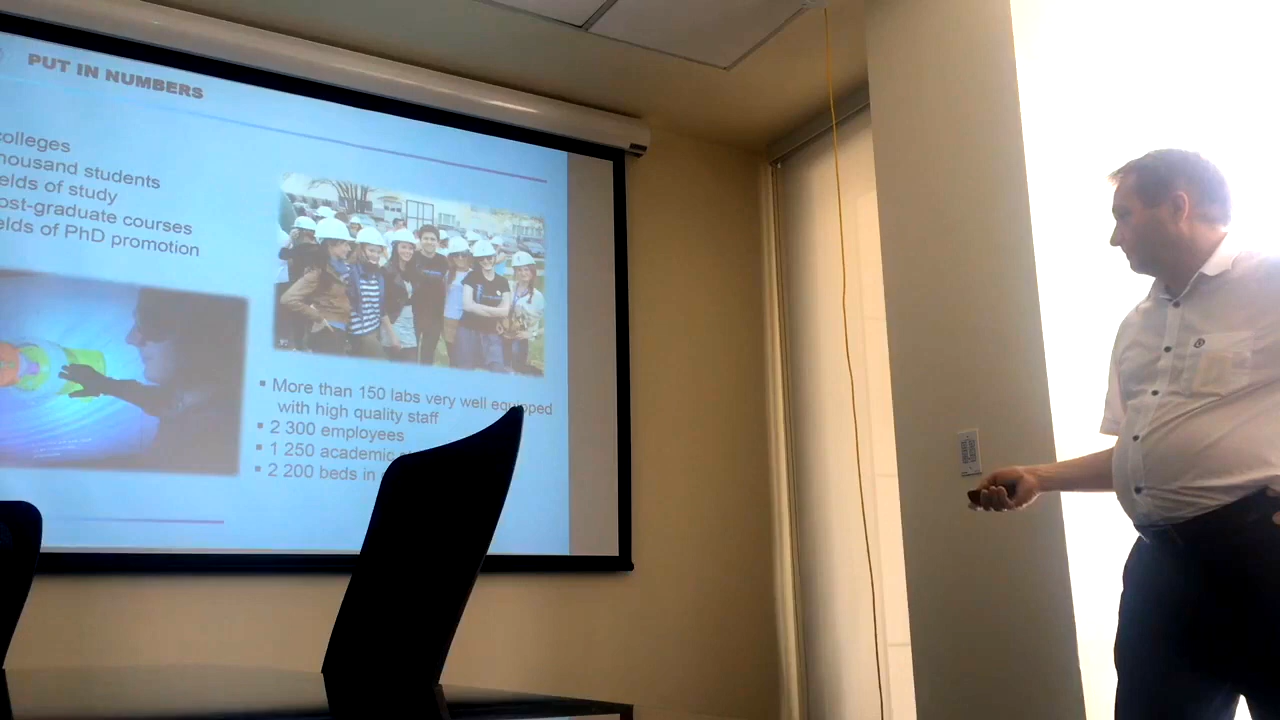 PUT IN NUMBERS
colleges
housand students
elds of study
ost-graduate courses
elds of PhD promotion
▪ More than 150 labs very well equipped
with high quality staff
▪ 2 300 employees
▪ 1 250 academic
▪ 2 200 beds in